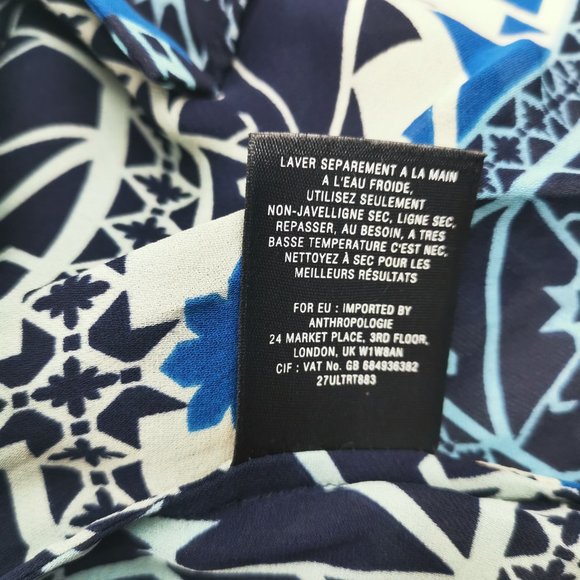 LAVER SEPAREMENT A LA MAIN
A L'EAU FROIDE,
UTILISEZ SEULEMENT
NON-JAVELLIGNE SEC, LIGNE SEC,
REPASSER, AU BESOIN, A TRES
BASSE TEMPERATURE C'EST NEC,
NETTOYEZ À SEC POUR LES
MEILLEURS RÉSULTATS
FOR EU : IMPORTED BY
ANTHROPOLOGIE
24 MARKET PLACE, 3RD FLOOR,
LONDON, UK W1W8AN
CIF : VAT No. GB 684936382
27ULTRT883